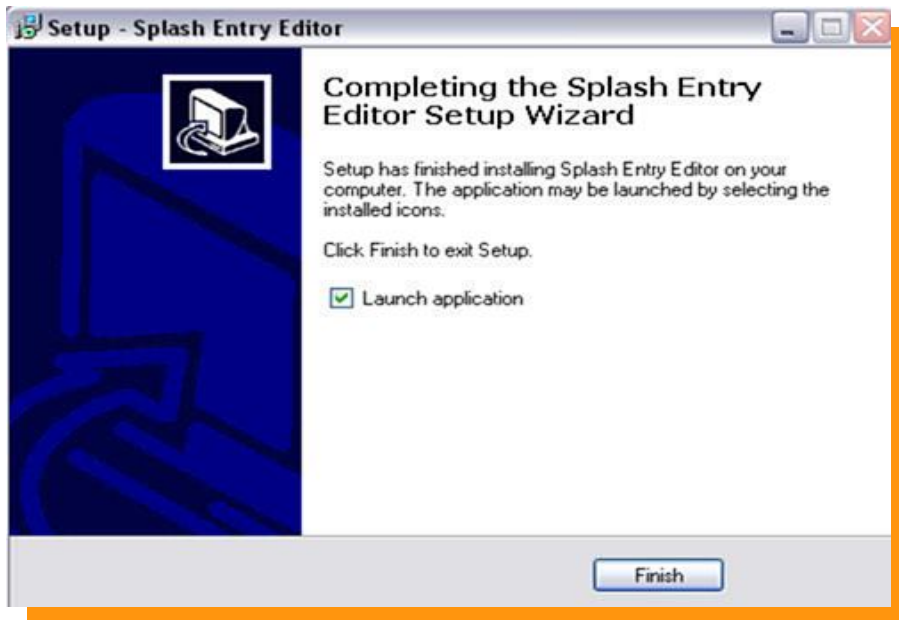 Setup - Splash Entry Editor
Completing the Splash Entry
Editor Setup Wizard
Setup has finished installing Splash Entry Editor on your
computer. The application may be launched by selecting the
installed icons.
Click Finish to exit Setup.
Launch application
Finish